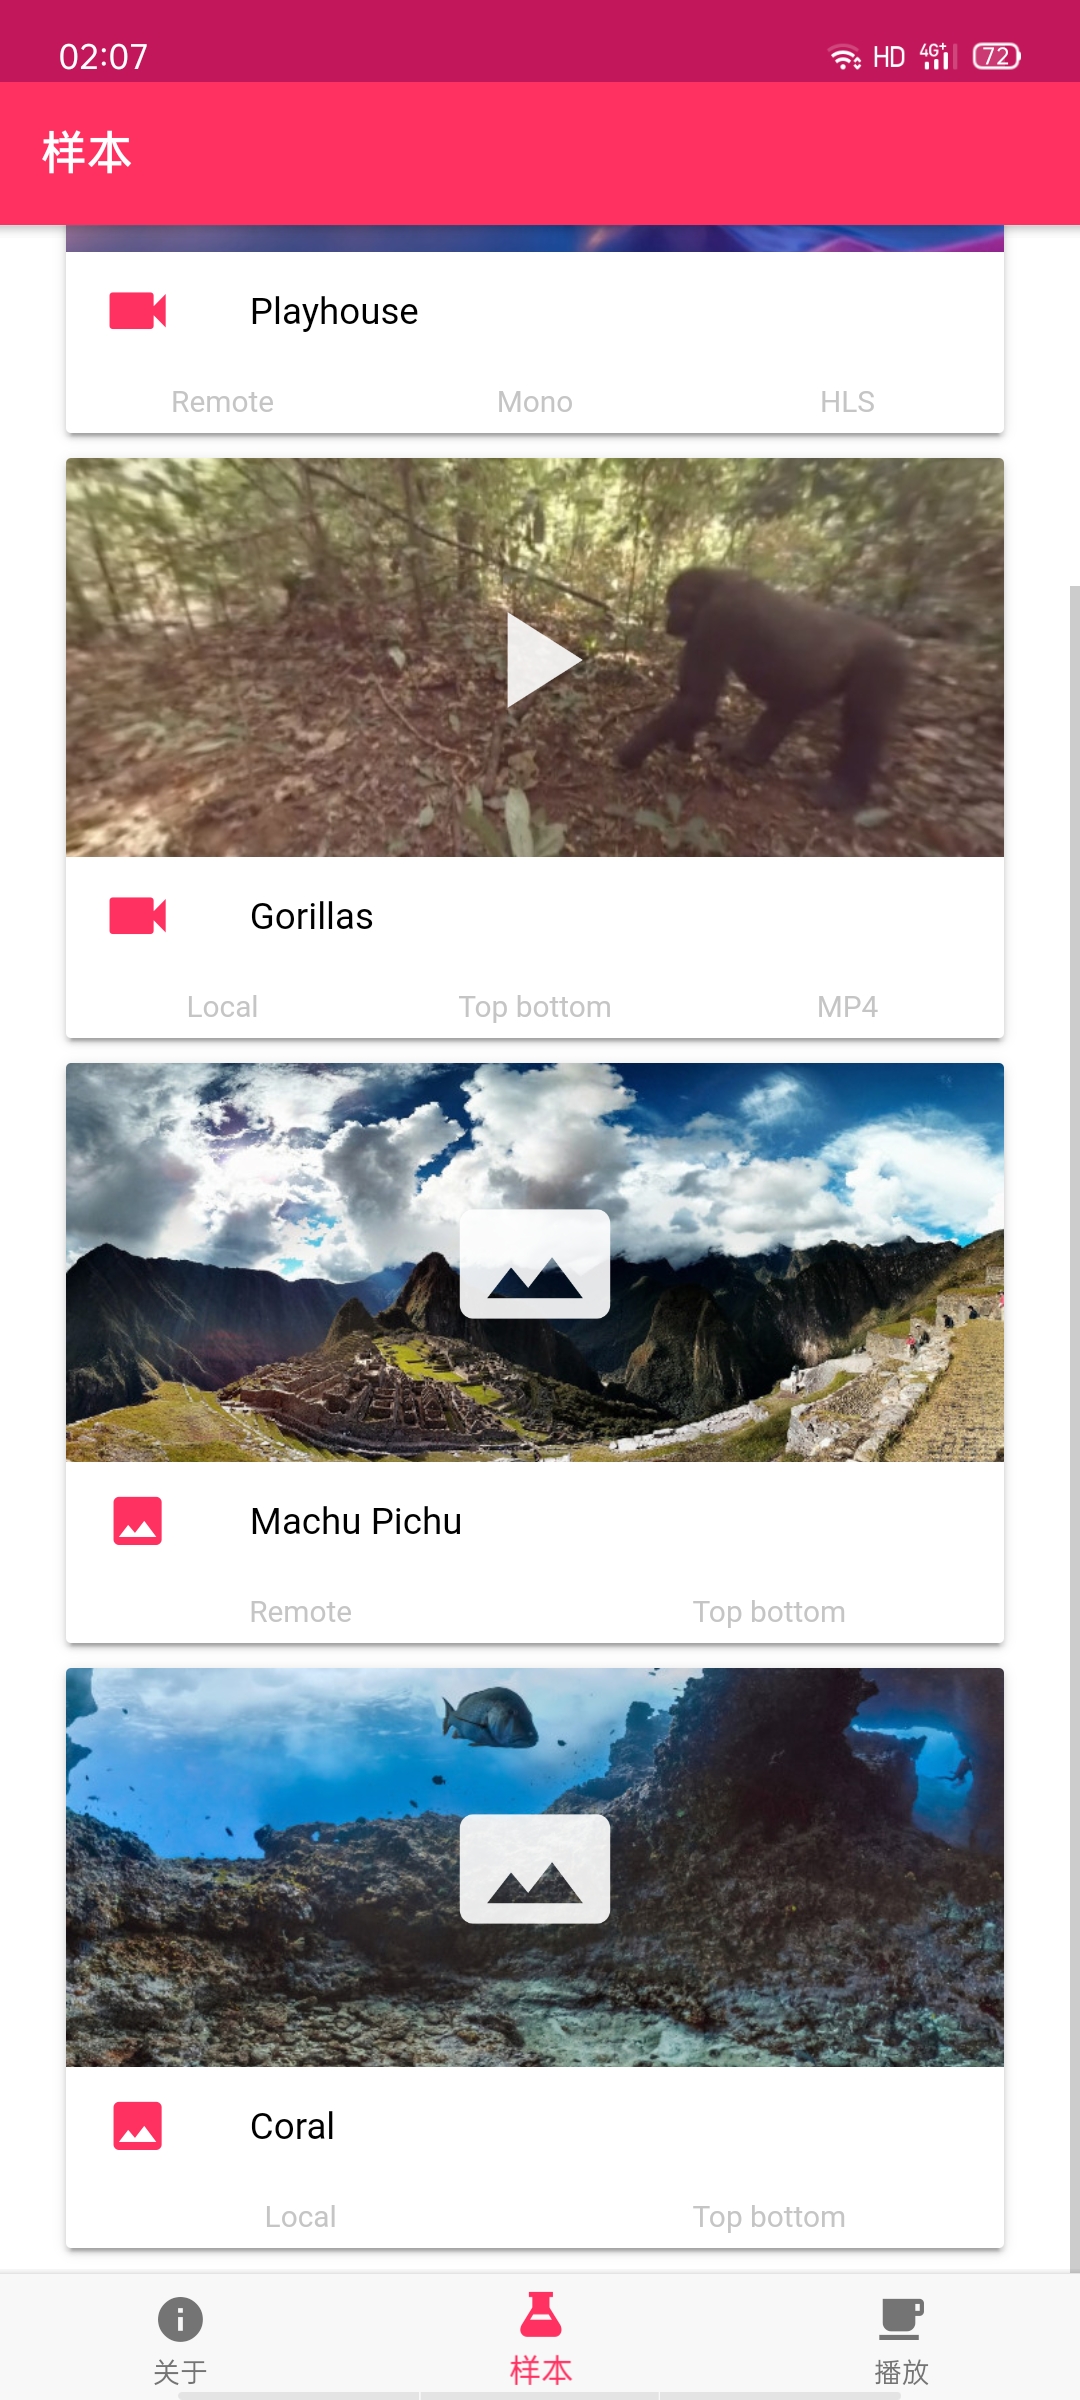 02:07
HD 4G+ 72
样本
Playhouse
Remote Mono HLS
Gorillas
Local Top bottom MP4
Machu Pichu
Remote Top bottom
Coral
Local Top bottom
关于 样本 播放